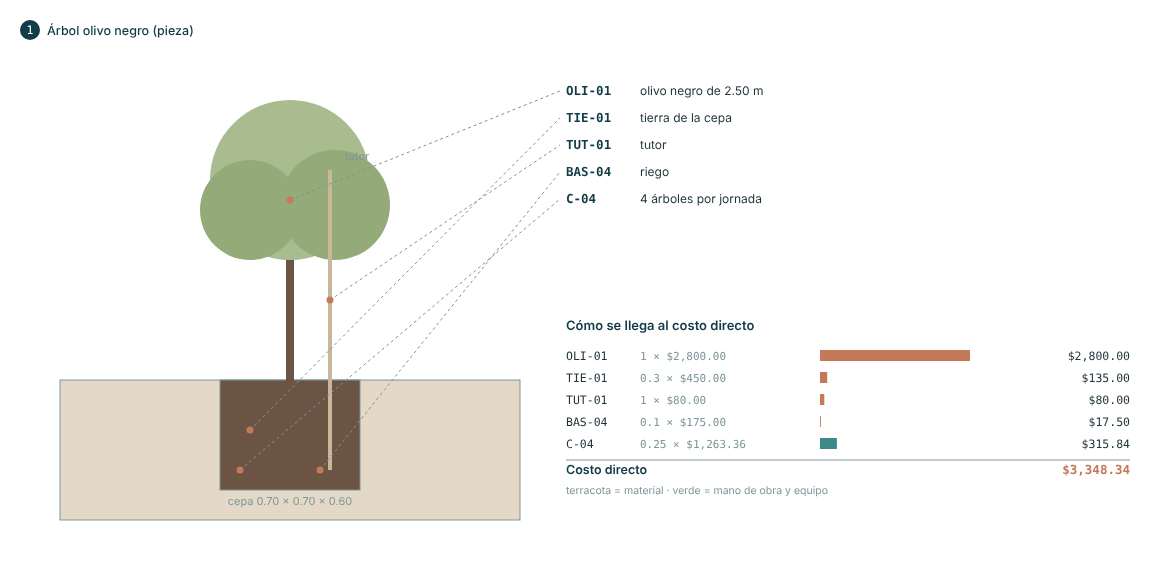 1 Árbol olivo negro (pieza)
OLI-01 olivo negro de 2.50 m
TIE-01 tierra de la cepa
TUT-01 tutor
tutor
BAS-04 riego
C-04 4 árboles por jornada
Cómo se llega al costo directo
OLI-01 1 × $2,800.00 $2,800.00
TIE-01 0.3 × $450.00 $135.00
TUT-01 1 × $80.00 $80.00
BAS-04 0.1 × $175.00 $17.50
C-04 0.25 × $1,263.36 $315.84
Costo directo $3,348.34
terracota = material · verde = mano de obra y equipo
cepa 0.70 × 0.70 × 0.60